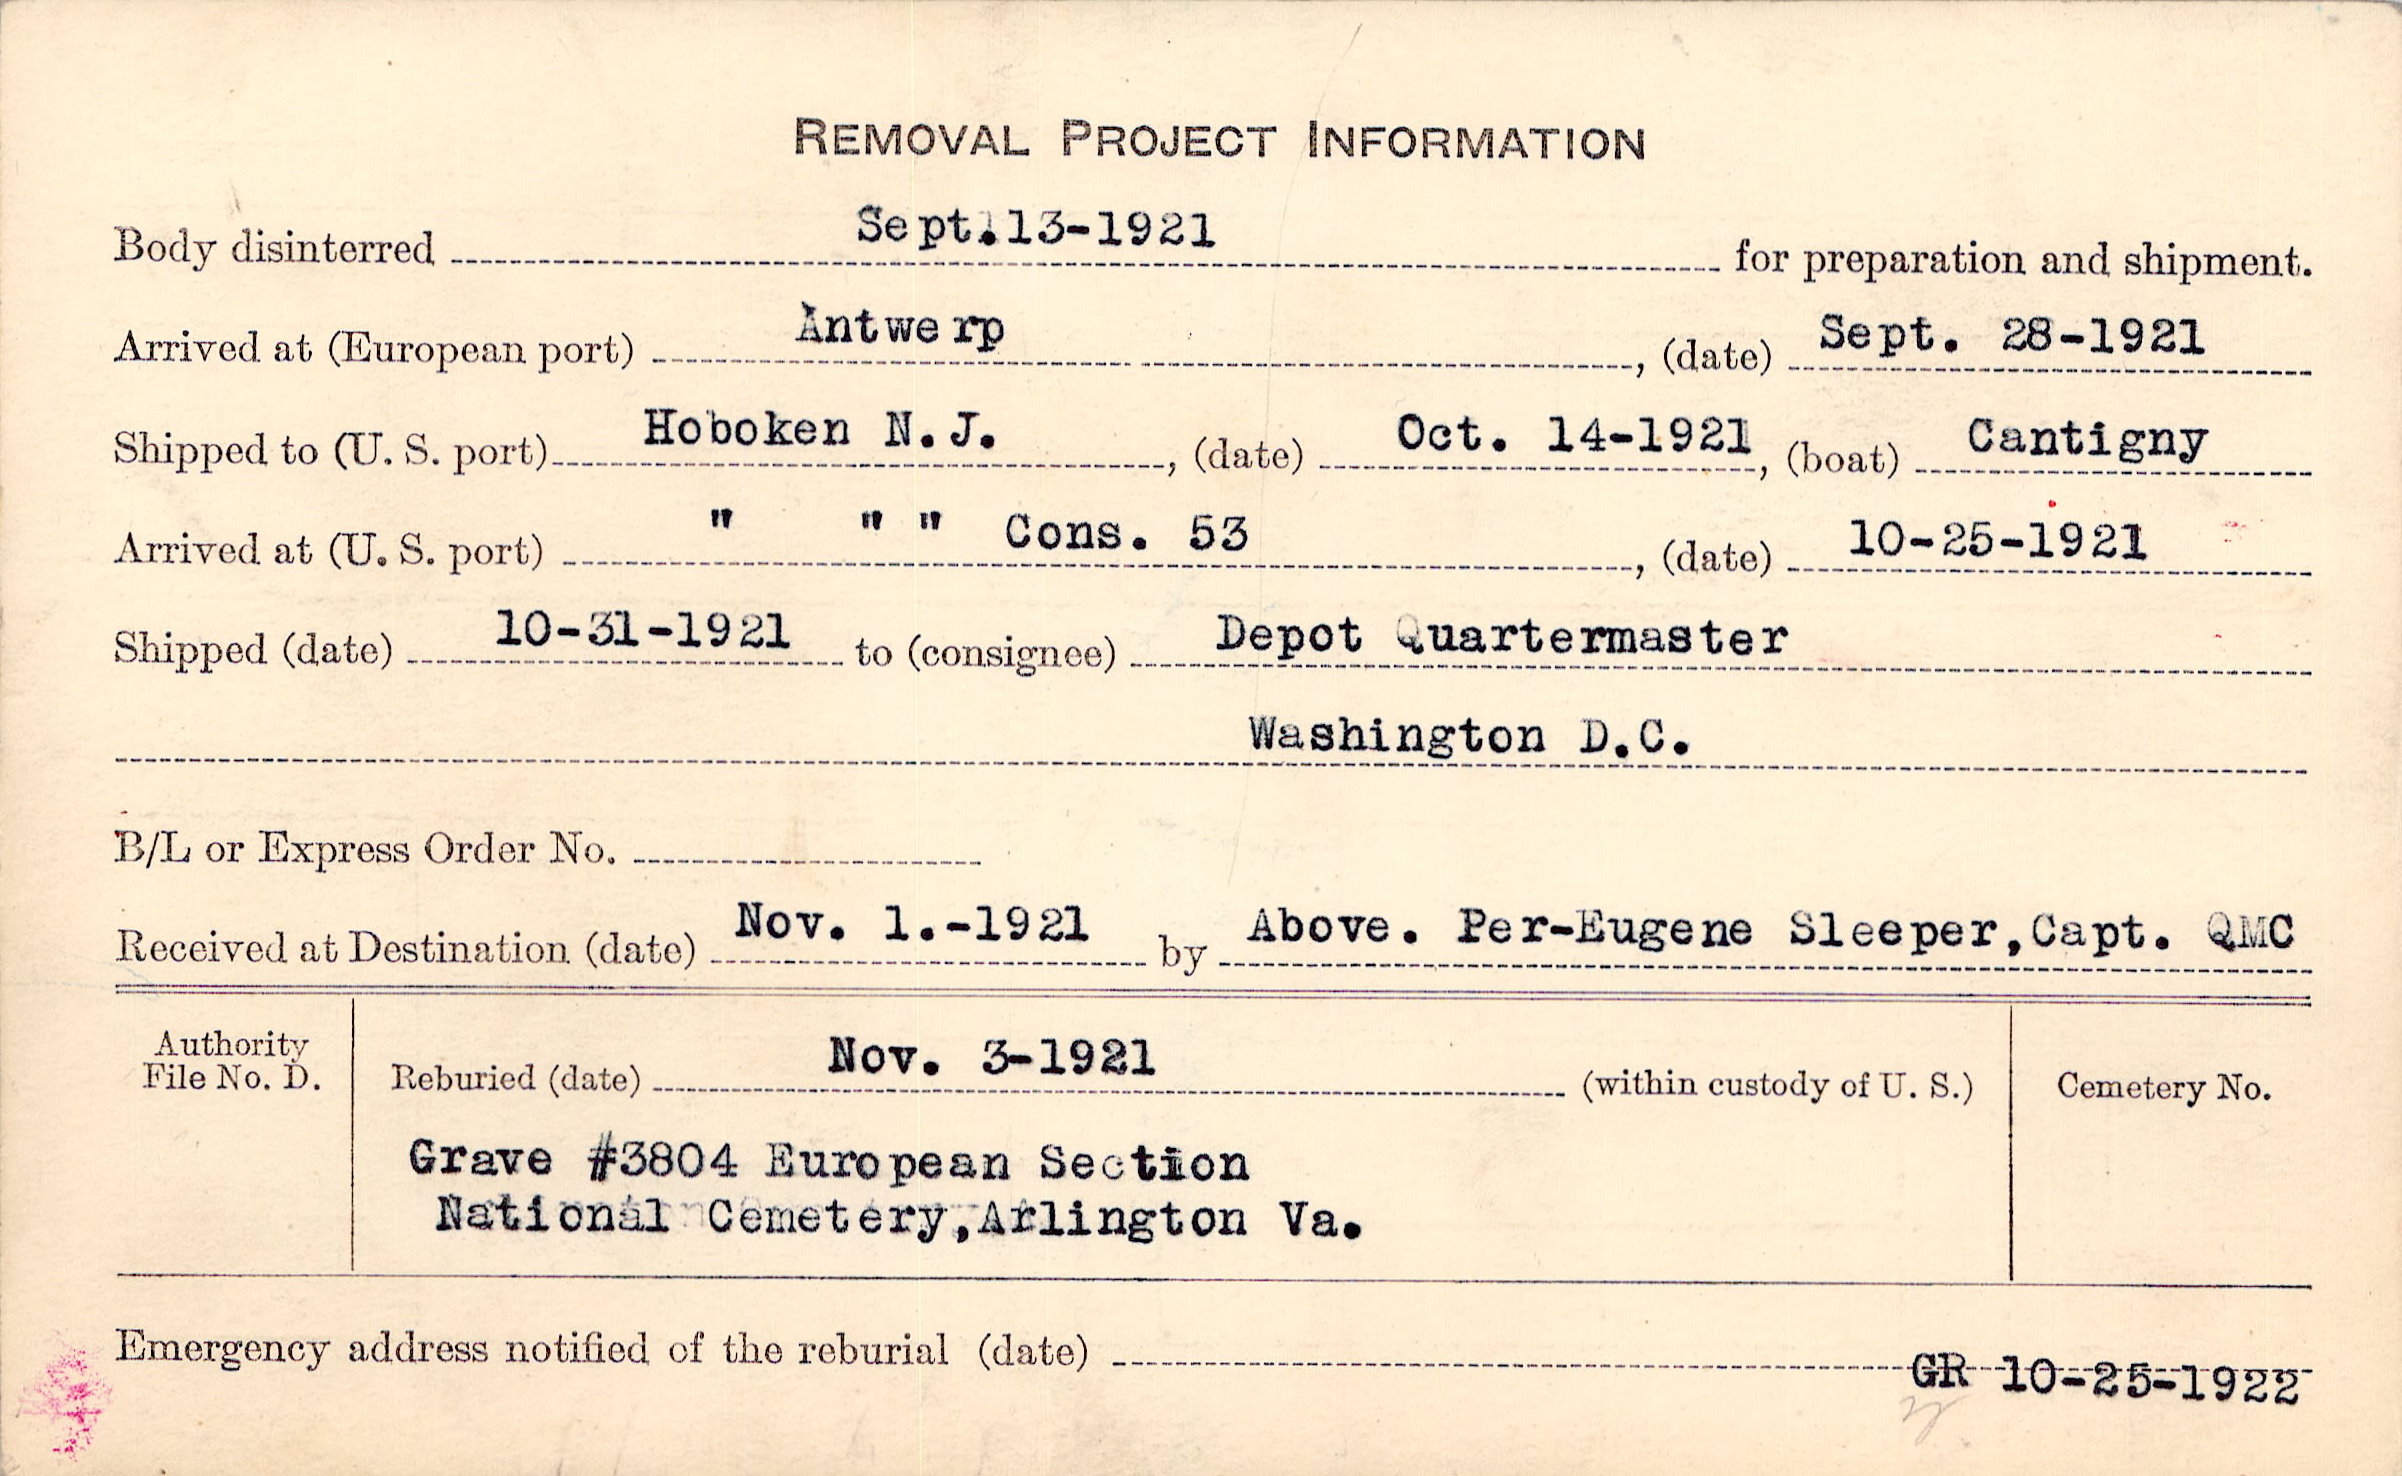 REMOVAL PROJECT INFORMATION
Body disinterred Sept.13-1921 for preparation and shipment.
Arrived at (European port) Antwerp, (date) Sept. 28-1921
Shipped to (U. S. port) Hoboken N.J., (date) Oct. 14-1921, (boat) Cantigny
Arrived at (U. S. port) " " " Cons. 53, (date) 10-25-1921
Shipped (date) 10-31-1921 to (consignee) Depot Quartermaster
Washington D.C.
B/L or Express Order No.
Received at Destination (date) Nov. 1.-1921 by Above. Per-Eugene Sleeper,Capt. QMC
Authority
File No. D.
Reburied (date) Nov. 3-1921 (within custody of U. S.)
Cemetery No.
Grave #3804 European Section
National Cemetery,Arlington Va.
Emergency address notified of the reburial (date) GR 10-25-1922